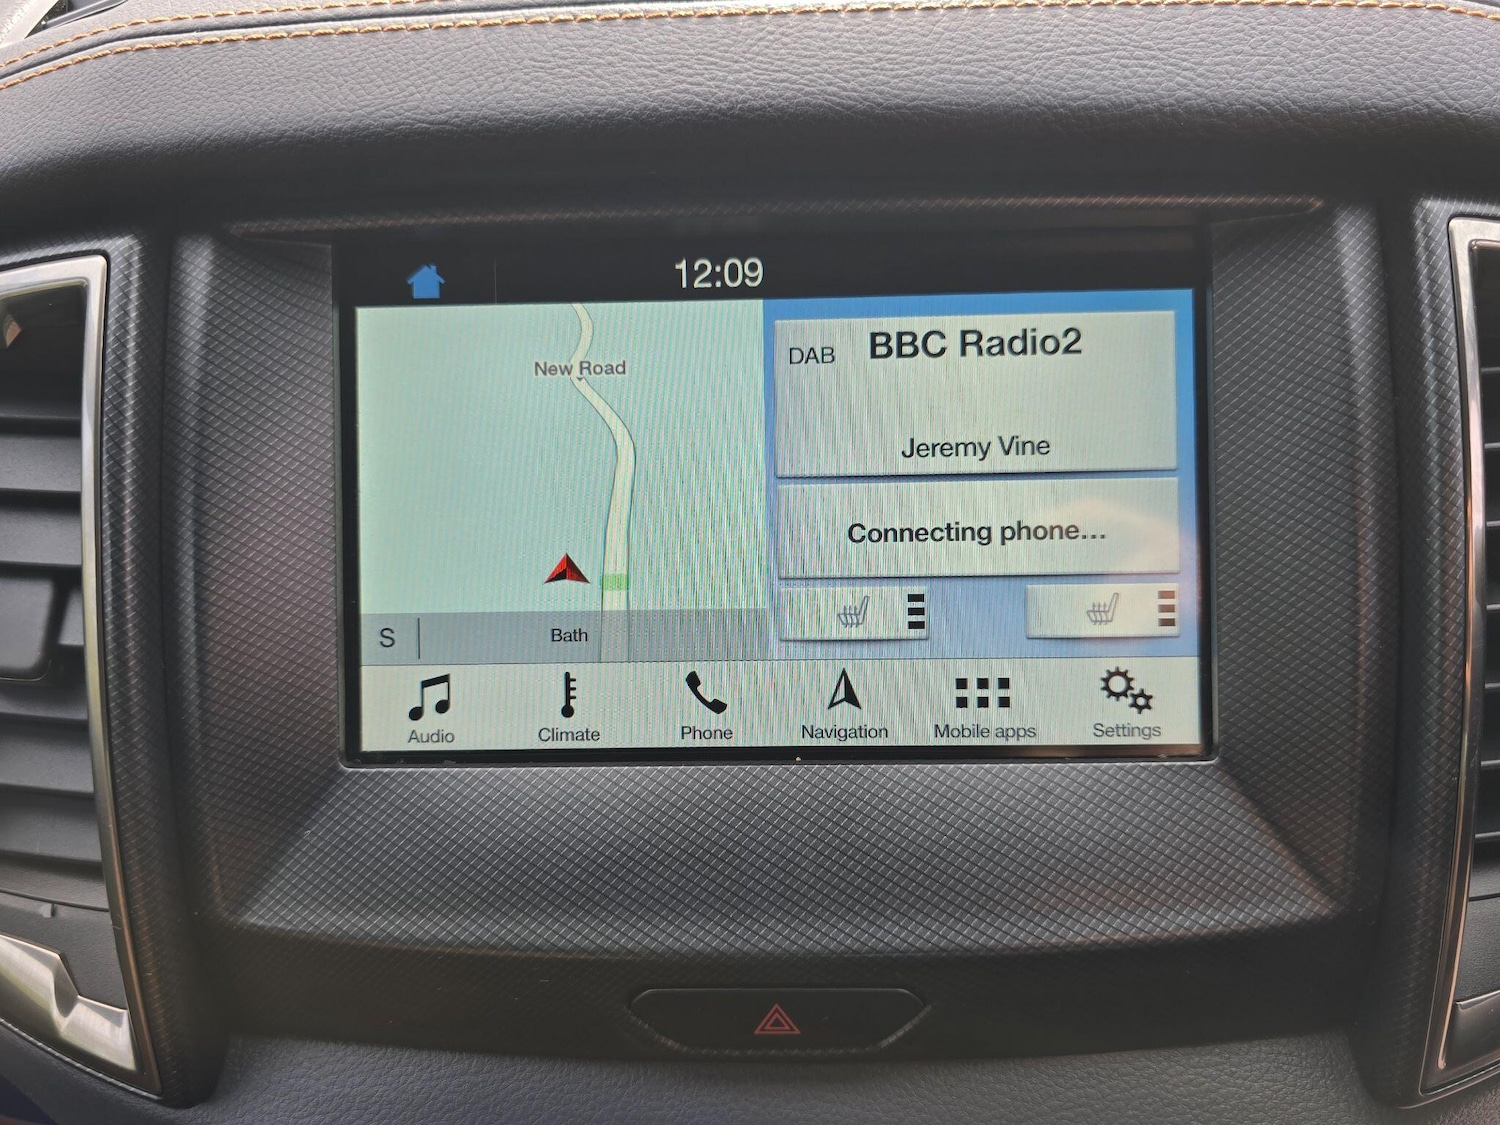 12:09
New Road
DAB BBC Radio2
Jeremy Vine
Connecting phone...
S Bath
Audio Climate Phone Navigation Mobile apps Settings